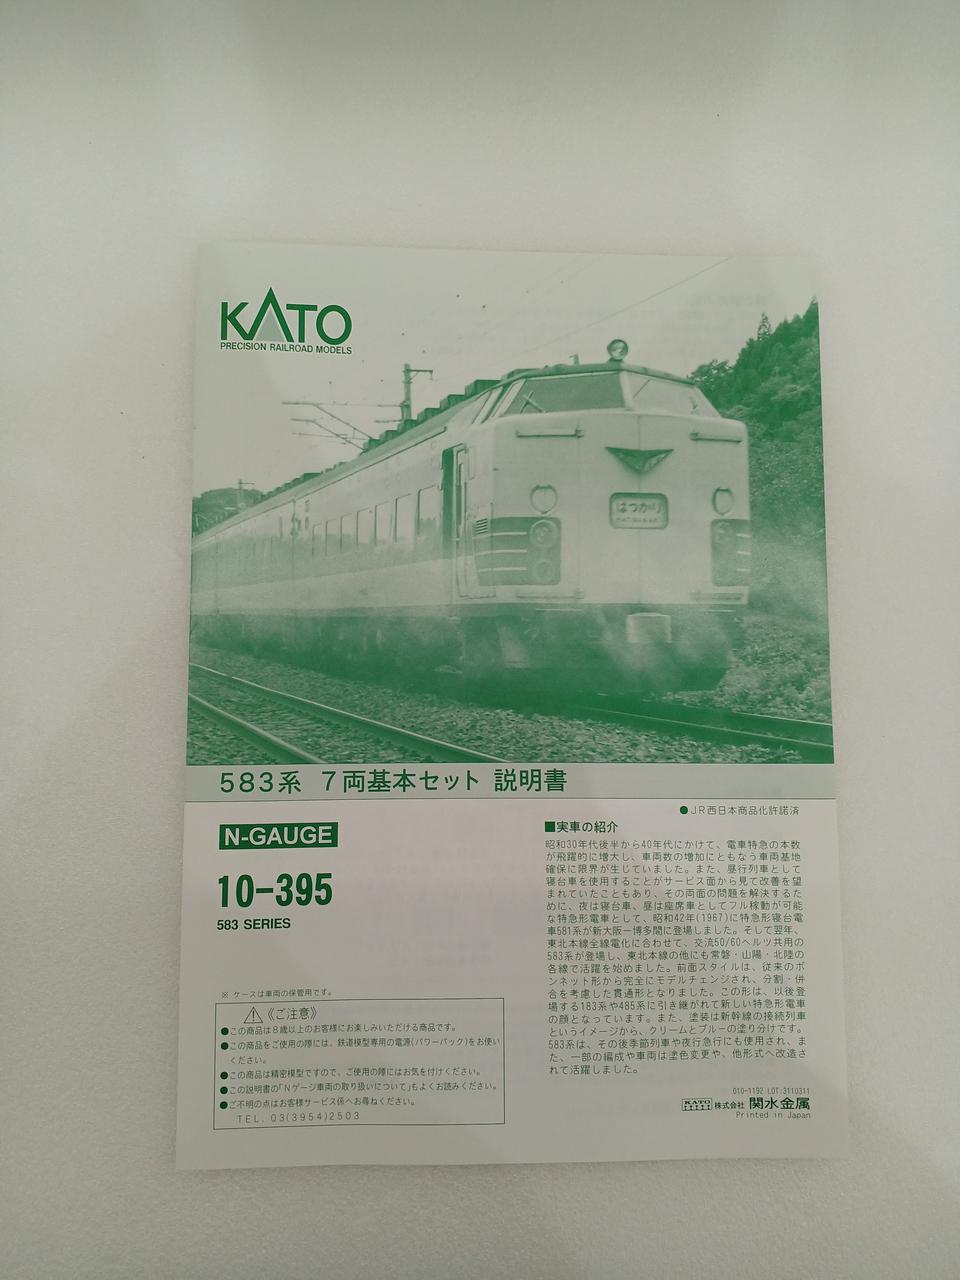 KATO
PRECISION RAILROAD MODELS
はつかり
583系 7両基本セット 説明書
●JR西日本商品化許諾済
N-GAUGE
10-395
583 SERIES
■実車の紹介
昭和30年代後半から40年代にかけて、電車特急の本数
が飛躍的に増大し、車両数の増加にともなう車両基地
確保に限界が生じていました。また、昼行列車として
寝台車を使用することがサービス面から見て改善を望
まれていたこともあり、その両面の問題を解決するた
めに、夜は寝台車、昼は座席車としてフル稼動が可能
な特急形電車として、昭和42年(1967)に特急形寝台電
車581系が新大阪ー博多間に登場しました。そして翌年、
東北本線全線電化に合わせて、交流50/60ヘルツ共用の
583系が登場し、東北本線の他にも常磐・山陽・北陸の
各線で活躍を始めました。前面スタイルは、従来のボ
ンネット形から完全にモデルチェンジされ、分割・併
合を考慮した貫通形となりました。この形は、以後登
場する183系や485系に引き継がれて新しい特急形電車
の顔となっています。また、塗装は新幹線の接続列車
というイメージから、クリームとブルーの塗り分けです。
583系は、その後季節列車や夜行急行にも使用され、ま
た、一部の編成や車両は塗色変更や、他形式へ改造さ
れて活躍しました。
※ ケースは車両の保管用です。
⚠《ご注意》
●この商品は8歳以上のお客様にお楽しみいただける商品です。
●この商品をご使用の際には、鉄道模型専用の電源(パワーパック)をお使い
ください。
●この商品は精密模型ですので、ご使用の際にはお気を付けください。
●この説明書の「Nゲージ車両の取り扱いについて」もよくお読みください。
●ご不明の点はお客様サービス係へお尋ねください。
TEL. 03(3954)2503
010-1192 LOT:3110311
KATO 株式会社 関水金属
Printed in Japan